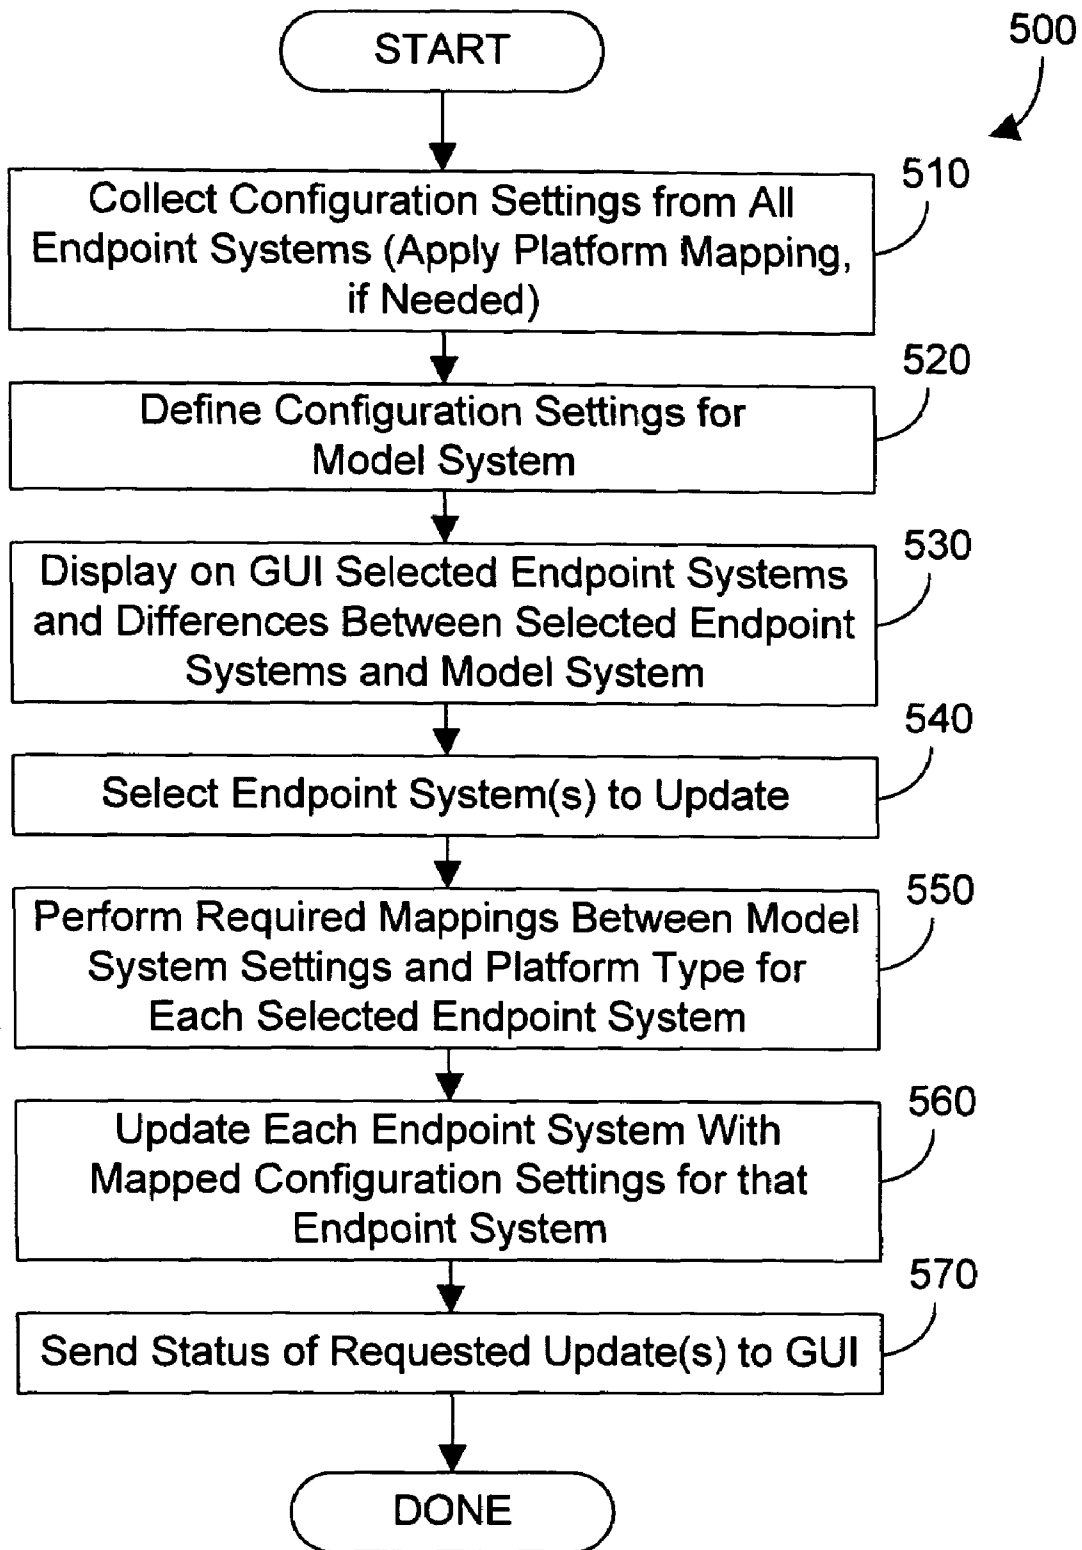 START
500
510
Collect Configuration Settings from All
Endpoint Systems (Apply Platform Mapping,
if Needed)
520
Define Configuration Settings for
Model System
530
Display on GUI Selected Endpoint Systems
and Differences Between Selected Endpoint
Systems and Model System
540
Select Endpoint System(s) to Update
550
Perform Required Mappings Between Model
System Settings and Platform Type for
Each Selected Endpoint System
560
Update Each Endpoint System With
Mapped Configuration Settings for that
Endpoint System
570
Send Status of Requested Update(s) to GUI
DONE